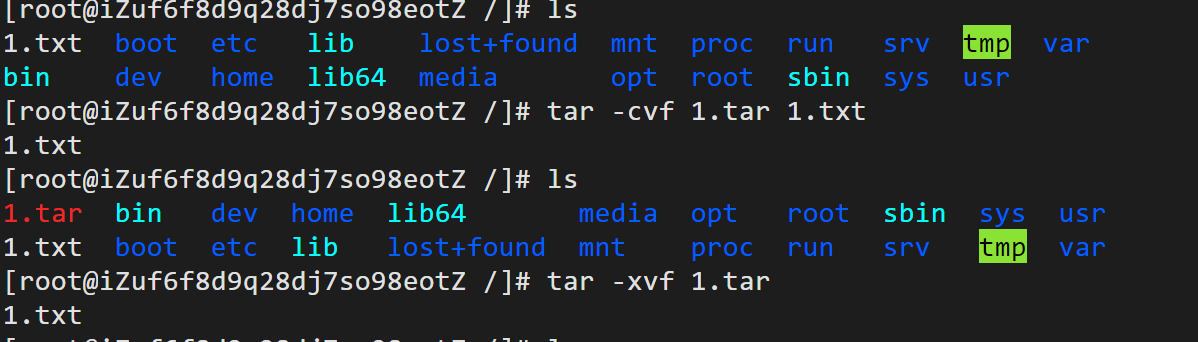 [root@iZuf6f8d9q28dj7so98eotZ /]# ls
1.txt boot etc lib lost+found mnt proc run srv tmp var
bin dev home lib64 media opt root sbin sys usr
[root@iZuf6f8d9q28dj7so98eotZ /]# tar -cvf 1.tar 1.txt
1.txt
[root@iZuf6f8d9q28dj7so98eotZ /]# ls
1.tar bin dev home lib64 media opt root sbin sys usr
1.txt boot etc lib lost+found mnt proc run srv tmp var
[root@iZuf6f8d9q28dj7so98eotZ /]# tar -xvf 1.tar
1.txt